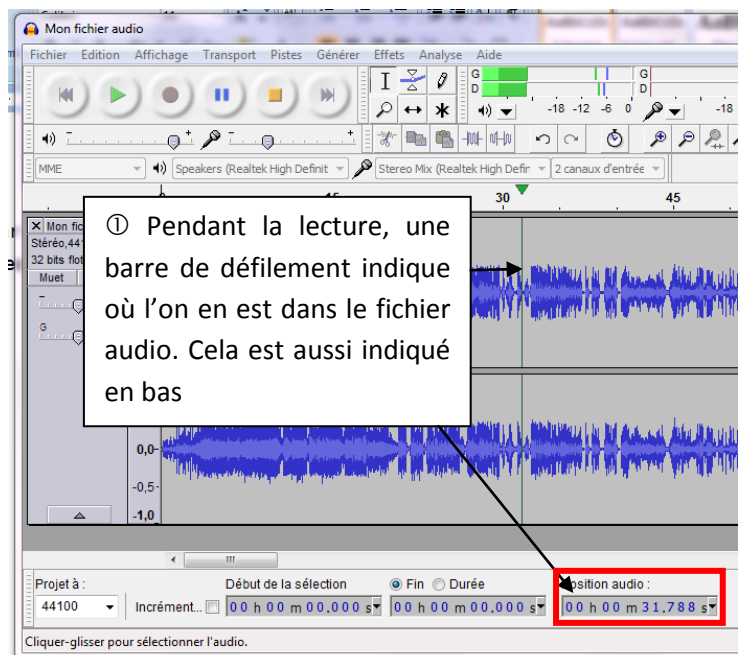 Mon fichier audio
Fichier Edition Affichage Transport Pistes Générer Effets Analyse Aide
G G
D D
-18 -12 -6 0 -18
MME Speakers (Realtek High Definit Stereo Mix (Realtek High Defin 2 canaux d'entrée
30 45
Mon fic
Stéréo,44
32 bits flot
Muet
G
① Pendant la lecture, une
barre de défilement indique
où l'on en est dans le fichier
audio. Cela est aussi indiqué
en bas
0,0-
-0,5-
-1,0
Projet à : Début de la sélection Fin Durée osition audio :
44100 Incrément... 00 h 00 m 00,000 s 00 h 00 m 00,000 s 00 h 00 m 31,788 s
Cliquer-glisser pour sélectionner l'audio.